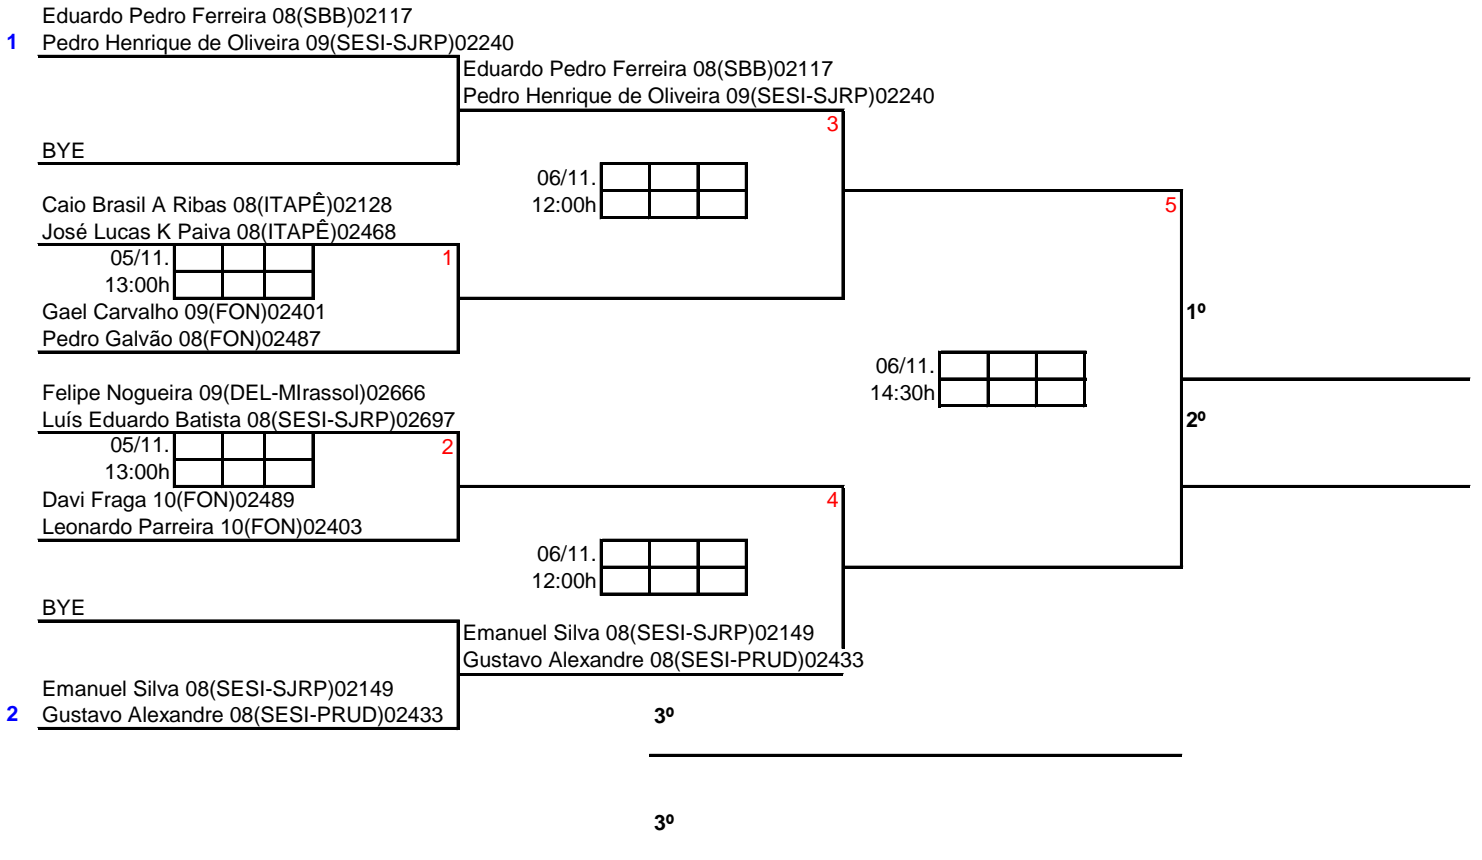 Eduardo Pedro Ferreira 08(SBB)02117
1 Pedro Henrique de Oliveira 09(SESI-SJRP)02240
Eduardo Pedro Ferreira 08(SBB)02117
Pedro Henrique de Oliveira 09(SESI-SJRP)02240
3
BYE
06/11.
12:00h
Caio Brasil A Ribas 08(ITAPÊ)02128
5
José Lucas K Paiva 08(ITAPÊ)02468
05/11. 1
13:00h
Gael Carvalho 09(FON)02401
1º
Pedro Galvão 08(FON)02487
06/11.
14:30h
Felipe Nogueira 09(DEL-MIrassol)02666
Luís Eduardo Batista 08(SESI-SJRP)02697
2º
05/11. 2
13:00h
Davi Fraga 10(FON)02489
4
Leonardo Parreira 10(FON)02403
06/11.
12:00h
BYE
Emanuel Silva 08(SESI-SJRP)02149
Gustavo Alexandre 08(SESI-PRUD)02433
Emanuel Silva 08(SESI-SJRP)02149
2 Gustavo Alexandre 08(SESI-PRUD)02433
3º
3º